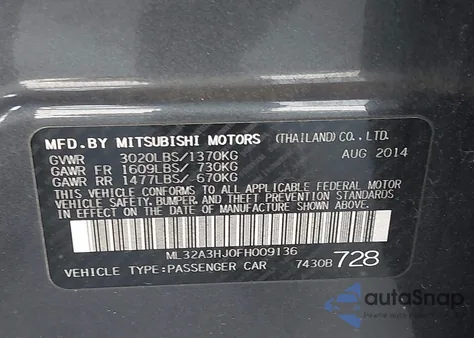 MFD.BY MITSUBISHI MOTORS (THAILAND)CO.,LTD.
GVWR 3020LBS/1370KG AUG 2014
GAWR FR 1609LBS/ 730KG
GAWR RR 1477LBS/ 670KG
THIS VEHICLE CONFORMS TO ALL APPLICABLE FEDERAL MOTOR
VEHICLE SAFETY, BUMPER, AND THEFT PREVENTION STANDARDS
IN EFFECT ON THE DATE OF MANUFACTURE SHOWN ABOVE.
ML32A3HJ0FH009136
VEHICLE TYPE:PASSENGER CAR 7430B 728
autoSnap